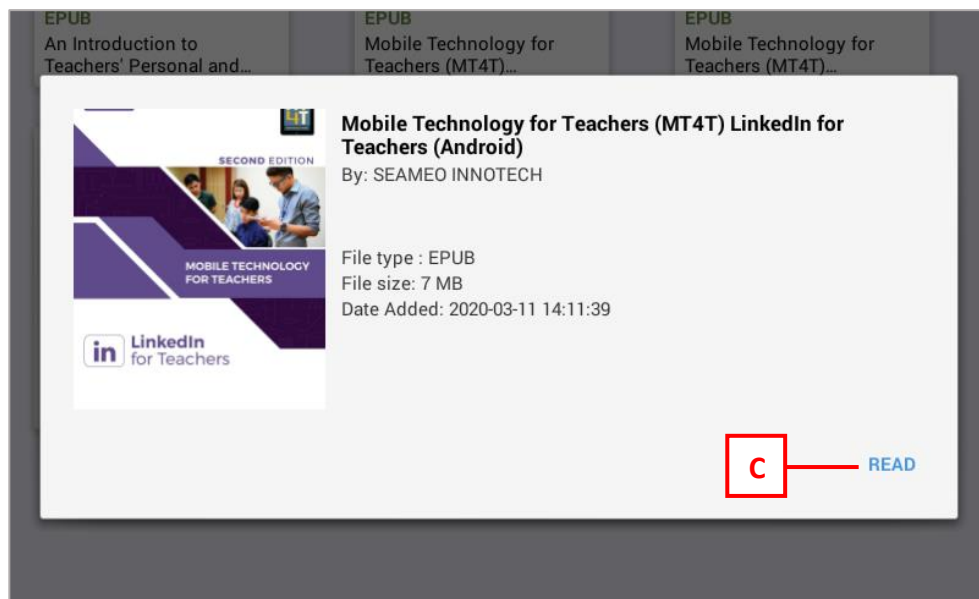 EPUB
EPUB
EPUB
An Introduction to
Teachers' Personal and...
Mobile Technology for
Teachers (MT4T)...
Mobile Technology for
Teachers (MT4T)...
4T
SECOND EDITION
MOBILE TECHNOLOGY
FOR TEACHERS
in
LinkedIn
for Teachers
Mobile Technology for Teachers (MT4T) LinkedIn for
Teachers (Android)
By: SEAMEO INNOTECH
File type : EPUB
File size: 7 MB
Date Added: 2020-03-11 14:11:39
C
READ